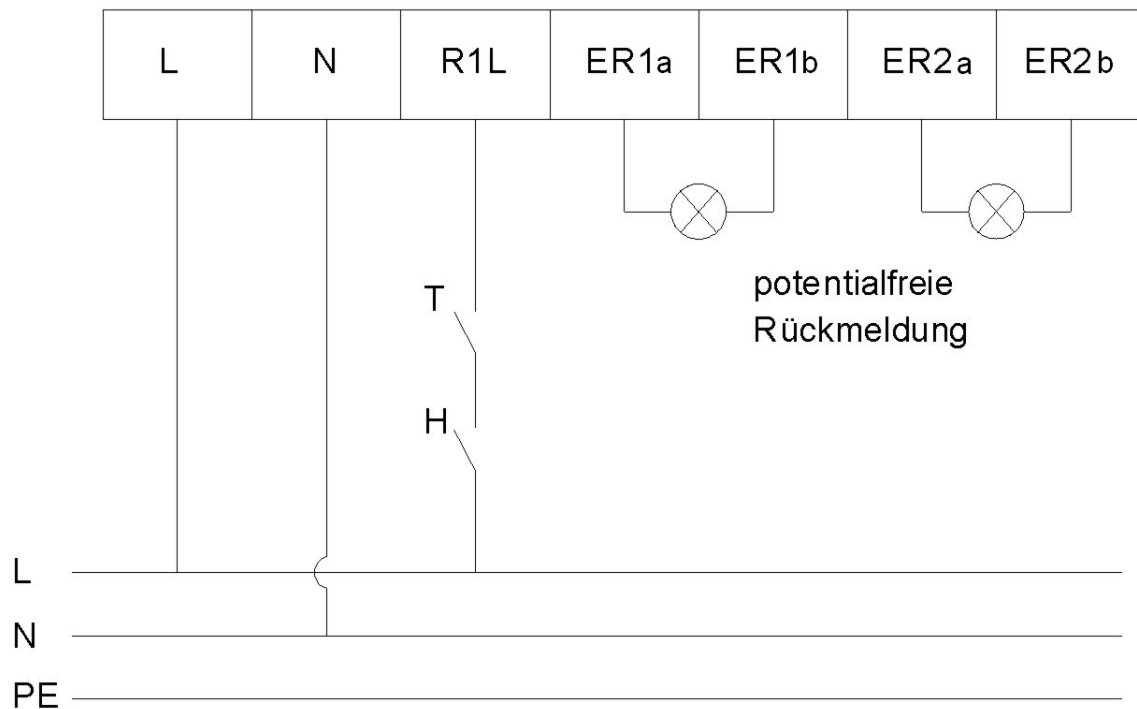 L N R1L ER1a ER1b ER2a ER2b
potentialfreie
Rückmeldung
T
H
L
N
PE